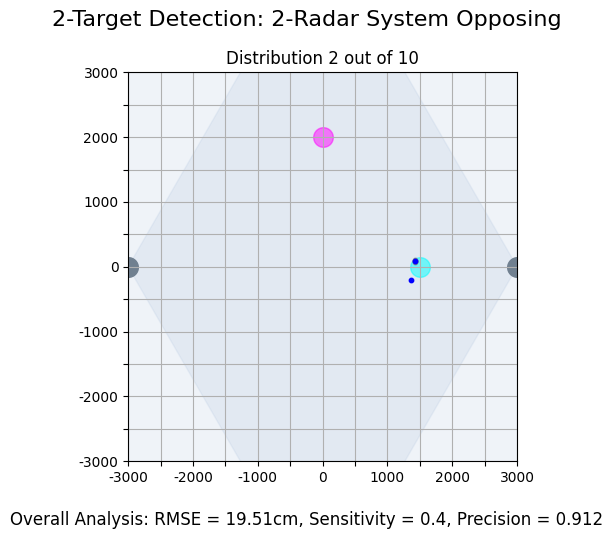 2-Target Detection: 2-Radar System Opposing
Distribution 2 out of 10
3000
2000
1000
0
-1000
-2000
-3000
-3000 -2000 -1000 0 1000 2000 3000
Overall Analysis: RMSE = 19.51cm, Sensitivity = 0.4, Precision = 0.912